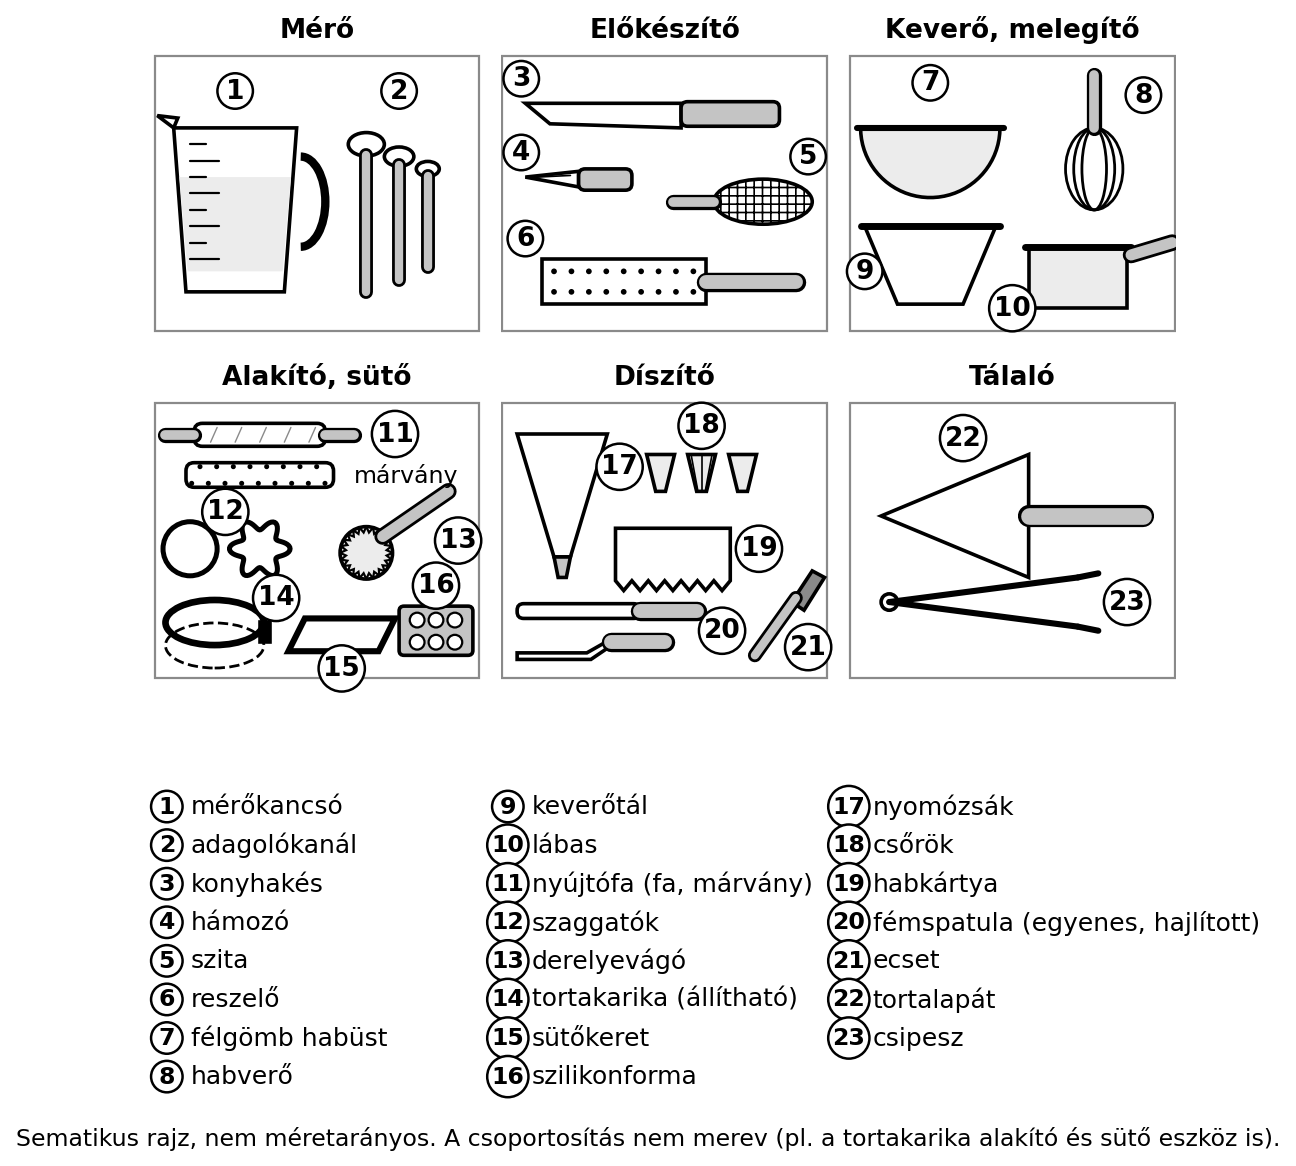 Mérő
Előkészítő
Keverő, melegítő
1
2
3
4
5
6
7
8
9
10
Alakító, sütő
Díszítő
Tálaló
11
márvány
12
13
14
15
16
17
18
19
20
21
22
23
1 mérőkancsó
2 adagolókanál
3 konyhakés
4 hámozó
5 szita
6 reszelő
7 félgömb habüst
8 habverő
9 keverőtál
10 lábas
11 nyújtófa (fa, márvány)
12 szaggatók
13 derelyevágó
14 tortakarika (állítható)
15 sütőkeret
16 szilikonforma
17 nyomózsák
18 csőrök
19 habkártya
20 fémspatula (egyenes, hajlított)
21 ecset
22 tortalapát
23 csipesz
Sematikus rajz, nem méretarányos. A csoportosítás nem merev (pl. a tortakarika alakító és sütő eszköz is).